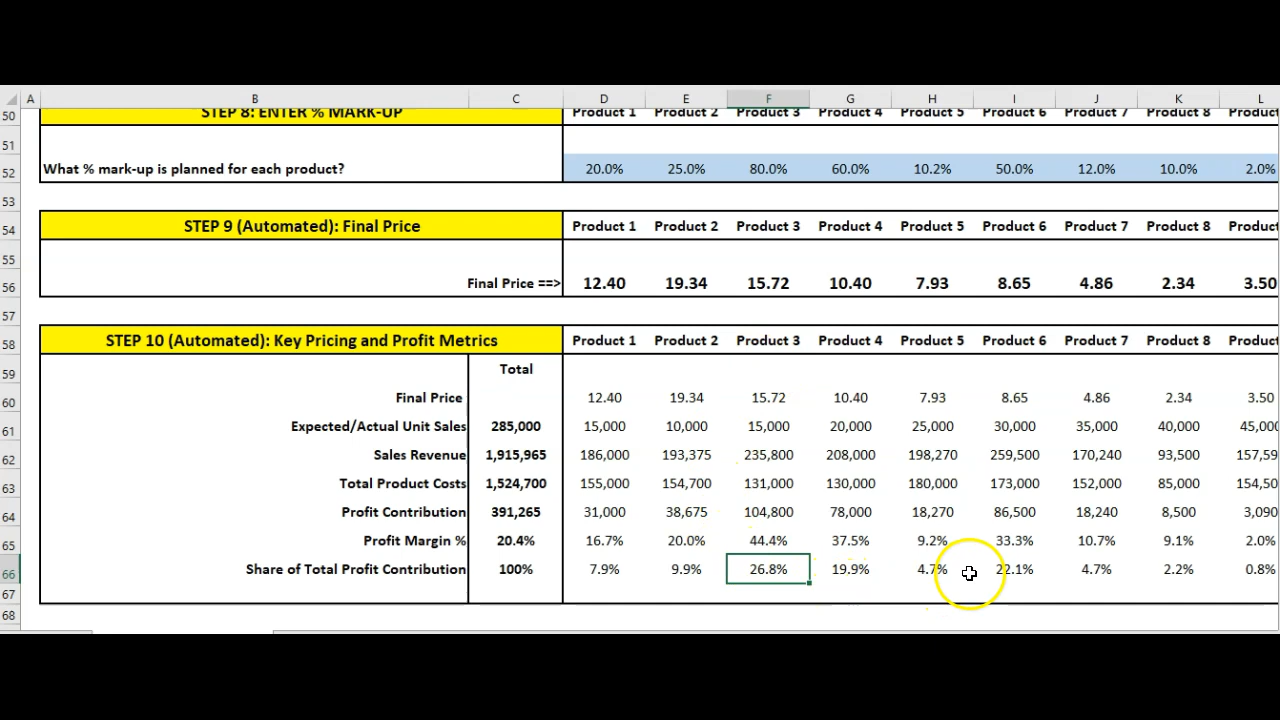 A B C D E F G H I J K L
50 STEP 8: ENTER % MARK-UP Product 1 Product 2 Product 3 Product 4 Product 5 Product 6 Product 7 Product 8 Product
51
52 What % mark-up is planned for each product? 20.0% 25.0% 80.0% 60.0% 10.2% 50.0% 12.0% 10.0% 2.0%
53
54 STEP 9 (Automated): Final Price Product 1 Product 2 Product 3 Product 4 Product 5 Product 6 Product 7 Product 8 Product
55
56 Final Price ==> 12.40 19.34 15.72 10.40 7.93 8.65 4.86 2.34 3.50
57
58 STEP 10 (Automated): Key Pricing and Profit Metrics Product 1 Product 2 Product 3 Product 4 Product 5 Product 6 Product 7 Product 8 Product
59 Total
60 Final Price 12.40 19.34 15.72 10.40 7.93 8.65 4.86 2.34 3.50
61 Expected/Actual Unit Sales 285,000 15,000 10,000 15,000 20,000 25,000 30,000 35,000 40,000 45,000
62 Sales Revenue 1,915,965 186,000 193,375 235,800 208,000 198,270 259,500 170,240 93,500 157,59
63 Total Product Costs 1,524,700 155,000 154,700 131,000 130,000 180,000 173,000 152,000 85,000 154,50
64 Profit Contribution 391,265 31,000 38,675 104,800 78,000 18,270 86,500 18,240 8,500 3,090
65 Profit Margin % 20.4% 16.7% 20.0% 44.4% 37.5% 9.2% 33.3% 10.7% 9.1% 2.0%
66 Share of Total Profit Contribution 100% 7.9% 9.9% 26.8% 19.9% 4.7% 22.1% 4.7% 2.2% 0.8%
67
68